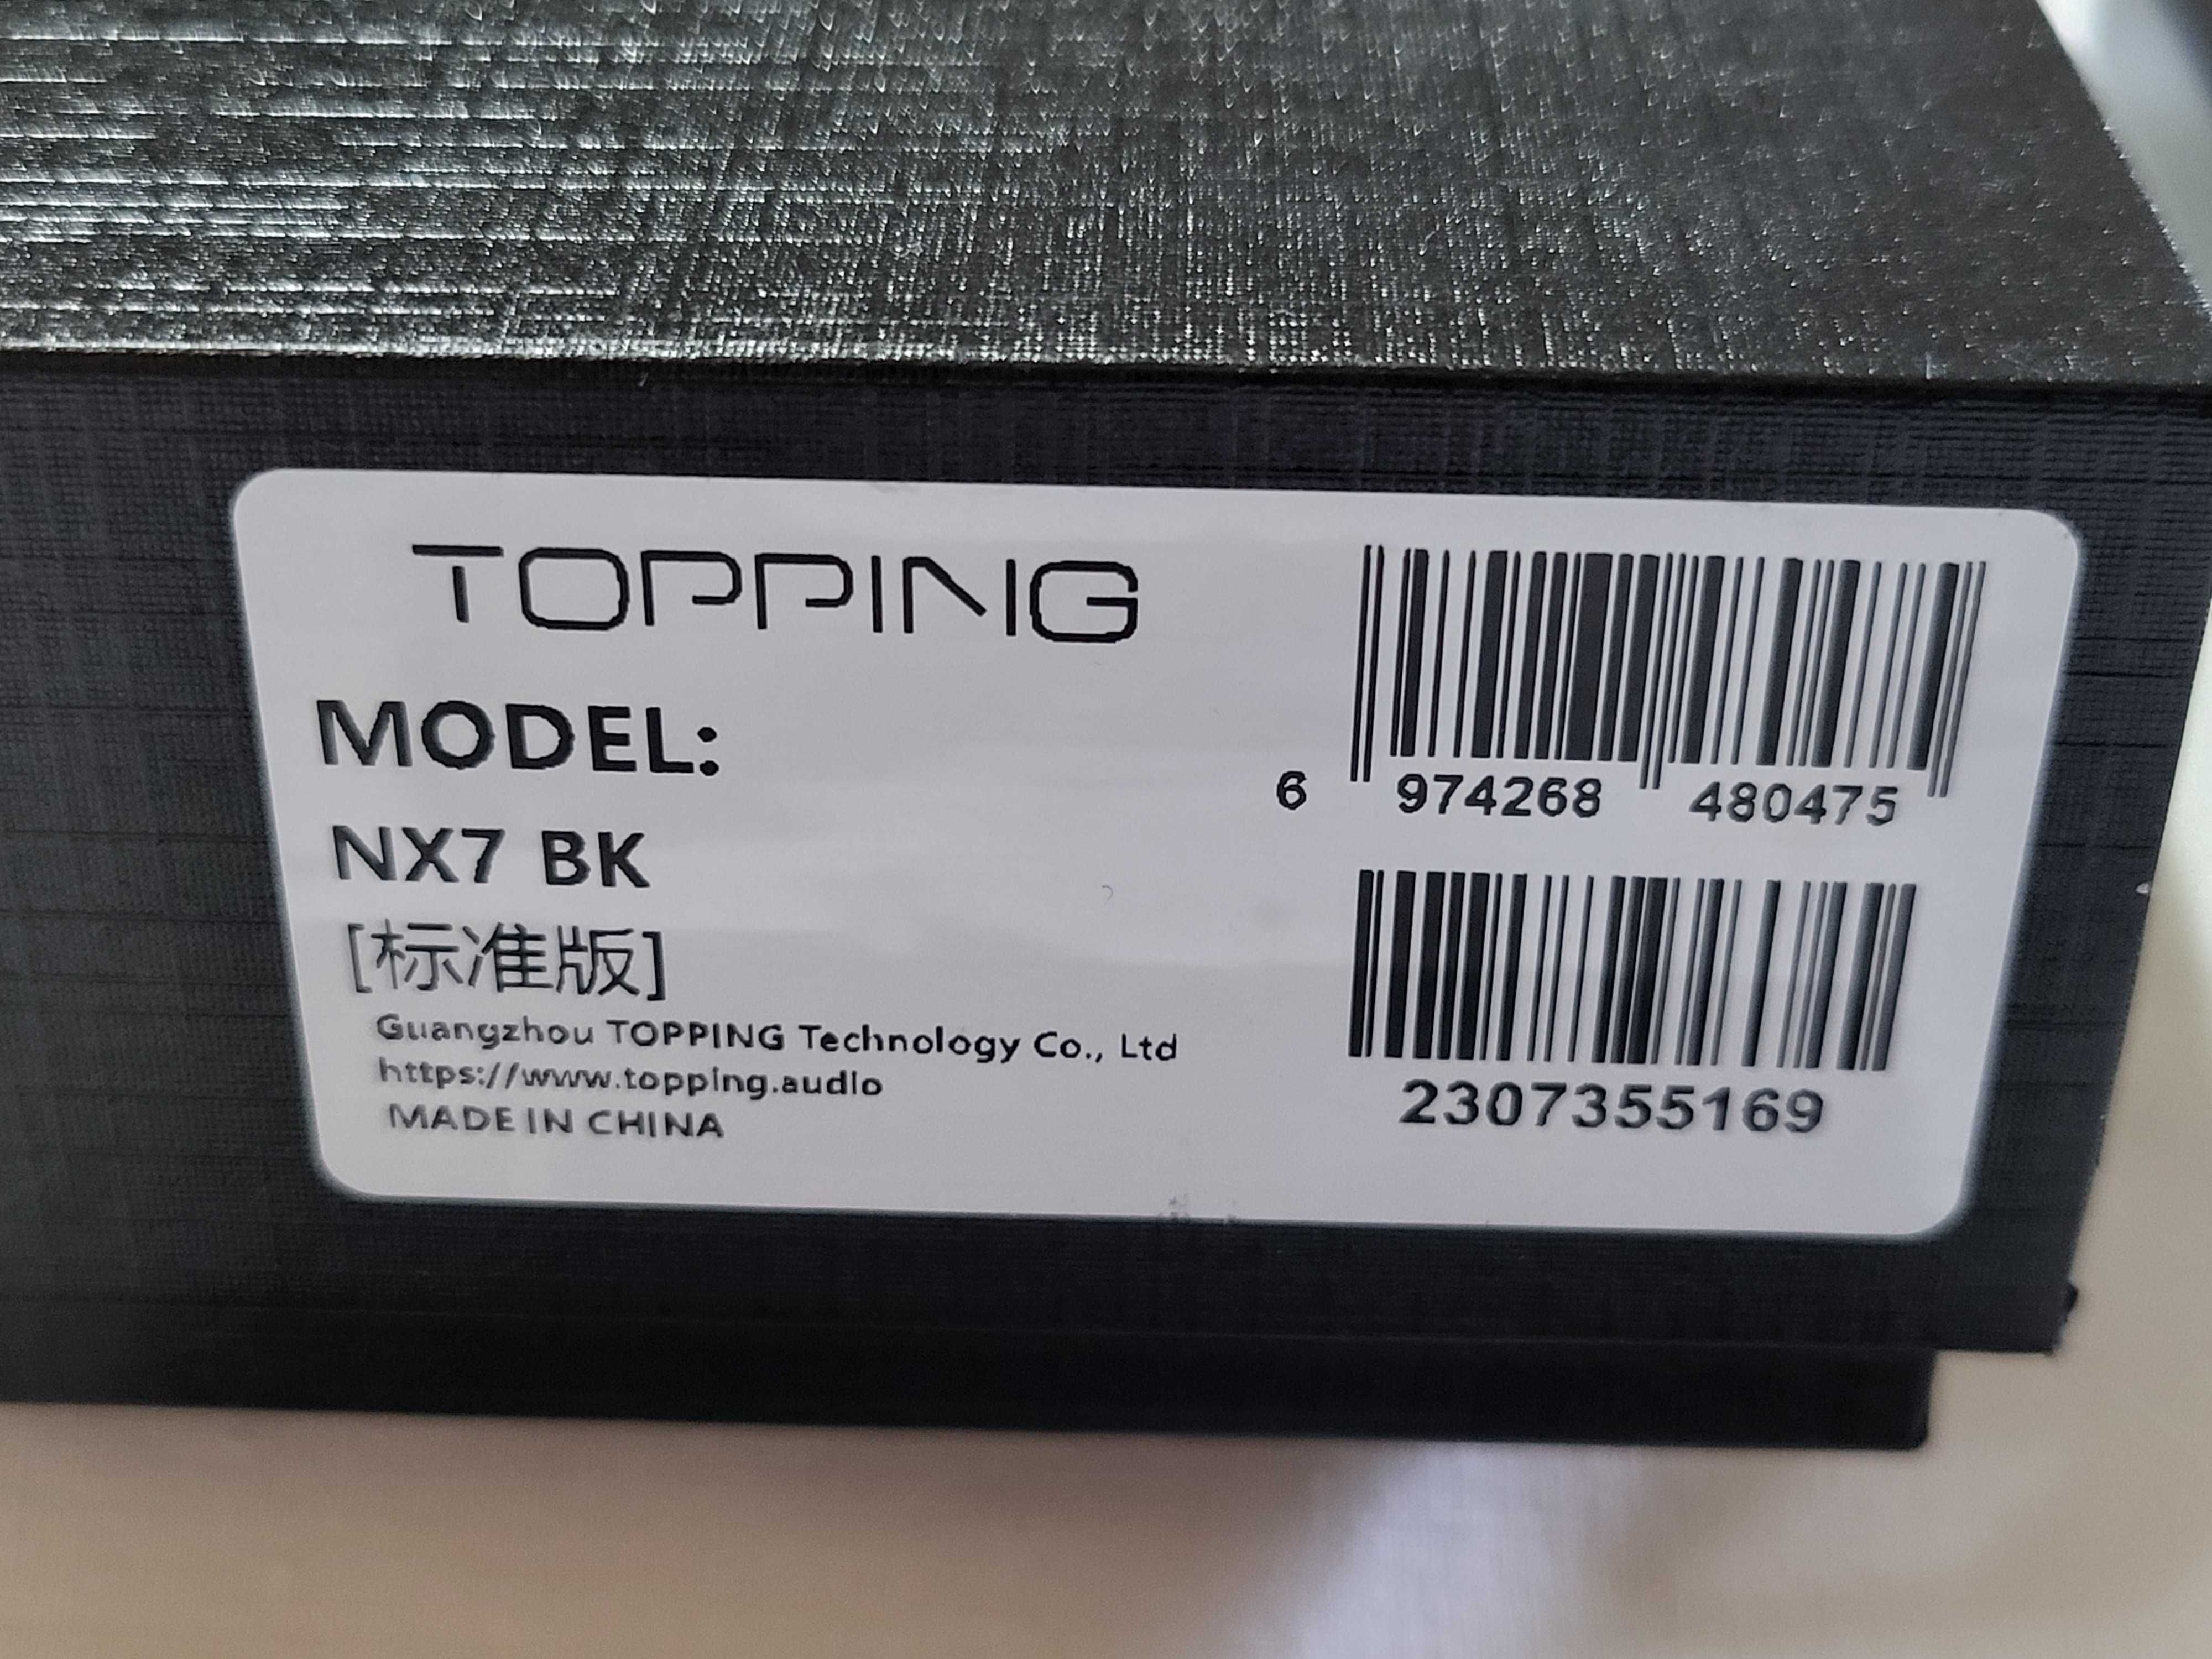 TOPPING
MODEL:
NX7 BK
[标准版]
Guangzhou TOPPING Technology Co., Ltd
https://www.topping.audio
MADE IN CHINA
6 974268 480475
2307355169